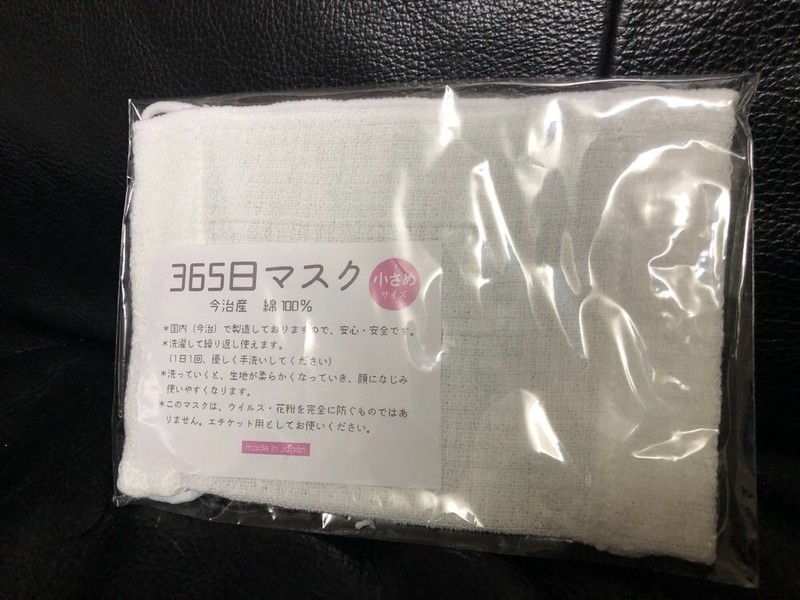 365日マスク
小さめ
サイズ
今治産 綿100%
*国内（今治）で製造しておりますので、安心・安全です。
*洗濯して繰り返し使えます。
（1日1回、優しく手洗いしてください）
*洗っていくと、生地が柔らかくなっていき、顔になじみ
使いやすくなります。
*このマスクは、ウイルス・花粉を完全に防ぐものではあ
りません。エチケット用としてお使いください。
made in Japan